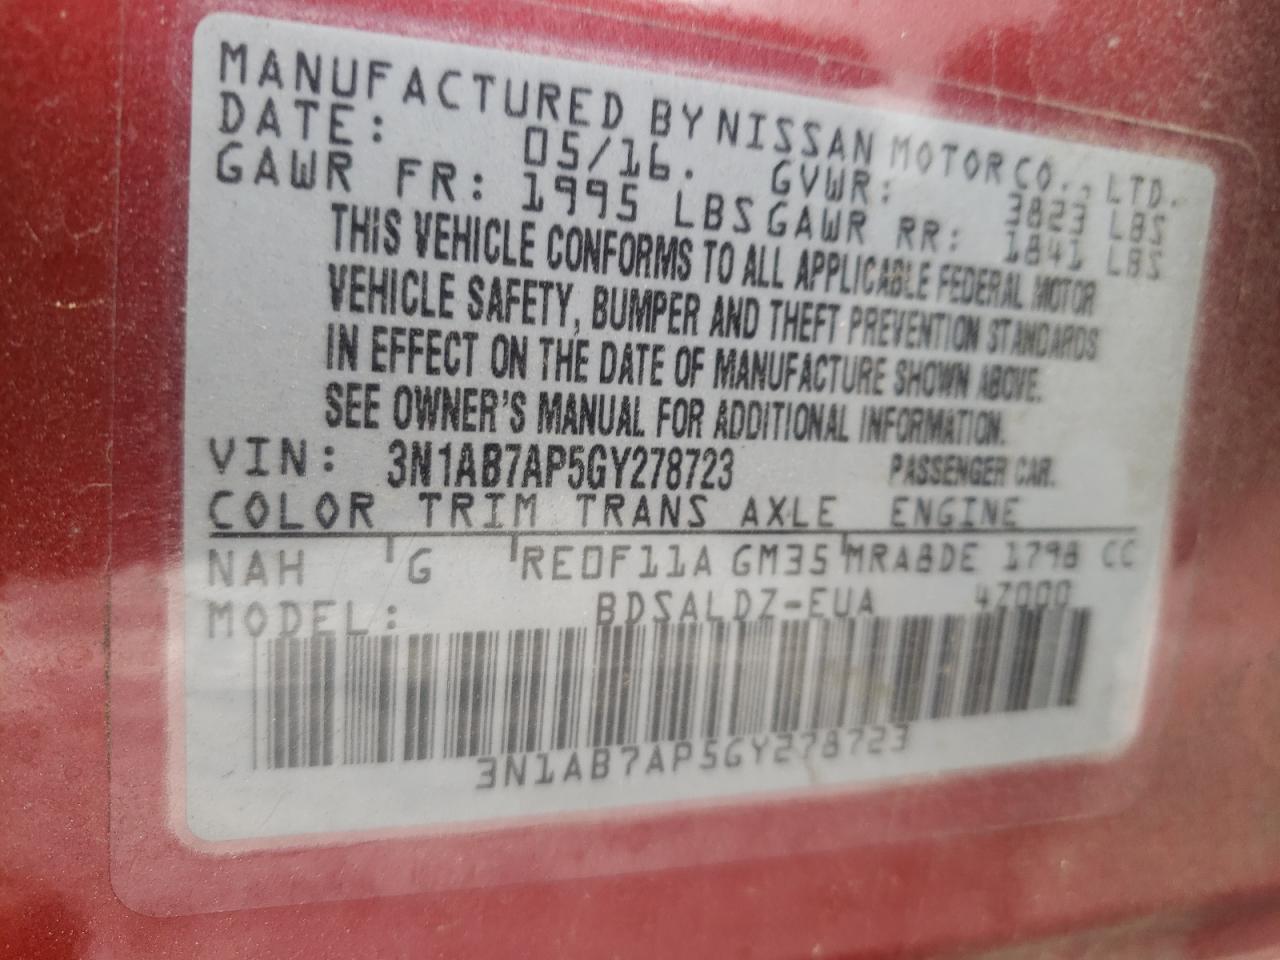 MANUFACTURED BY NISSAN MOTOR CO., LTD.
DATE: 05/16. GVWR: 3823 LBS
GAWR FR: 1995 LBS GAWR RR: 1841 LBS
THIS VEHICLE CONFORMS TO ALL APPLICABLE FEDERAL MOTOR
VEHICLE SAFETY, BUMPER AND THEFT PREVENTION STANDARDS
IN EFFECT ON THE DATE OF MANUFACTURE SHOWN ABOVE.
SEE OWNER'S MANUAL FOR ADDITIONAL INFORMATION.
VIN: 3N1AB7AP5GY278723 PASSENGER CAR.
COLOR TRIM TRANS AXLE ENGINE
NAH G RE0F11A GM35 MRA8DE 1798 CC
MODEL: BDSALDZ-EUA 47000
3N1AB7AP5GY278723